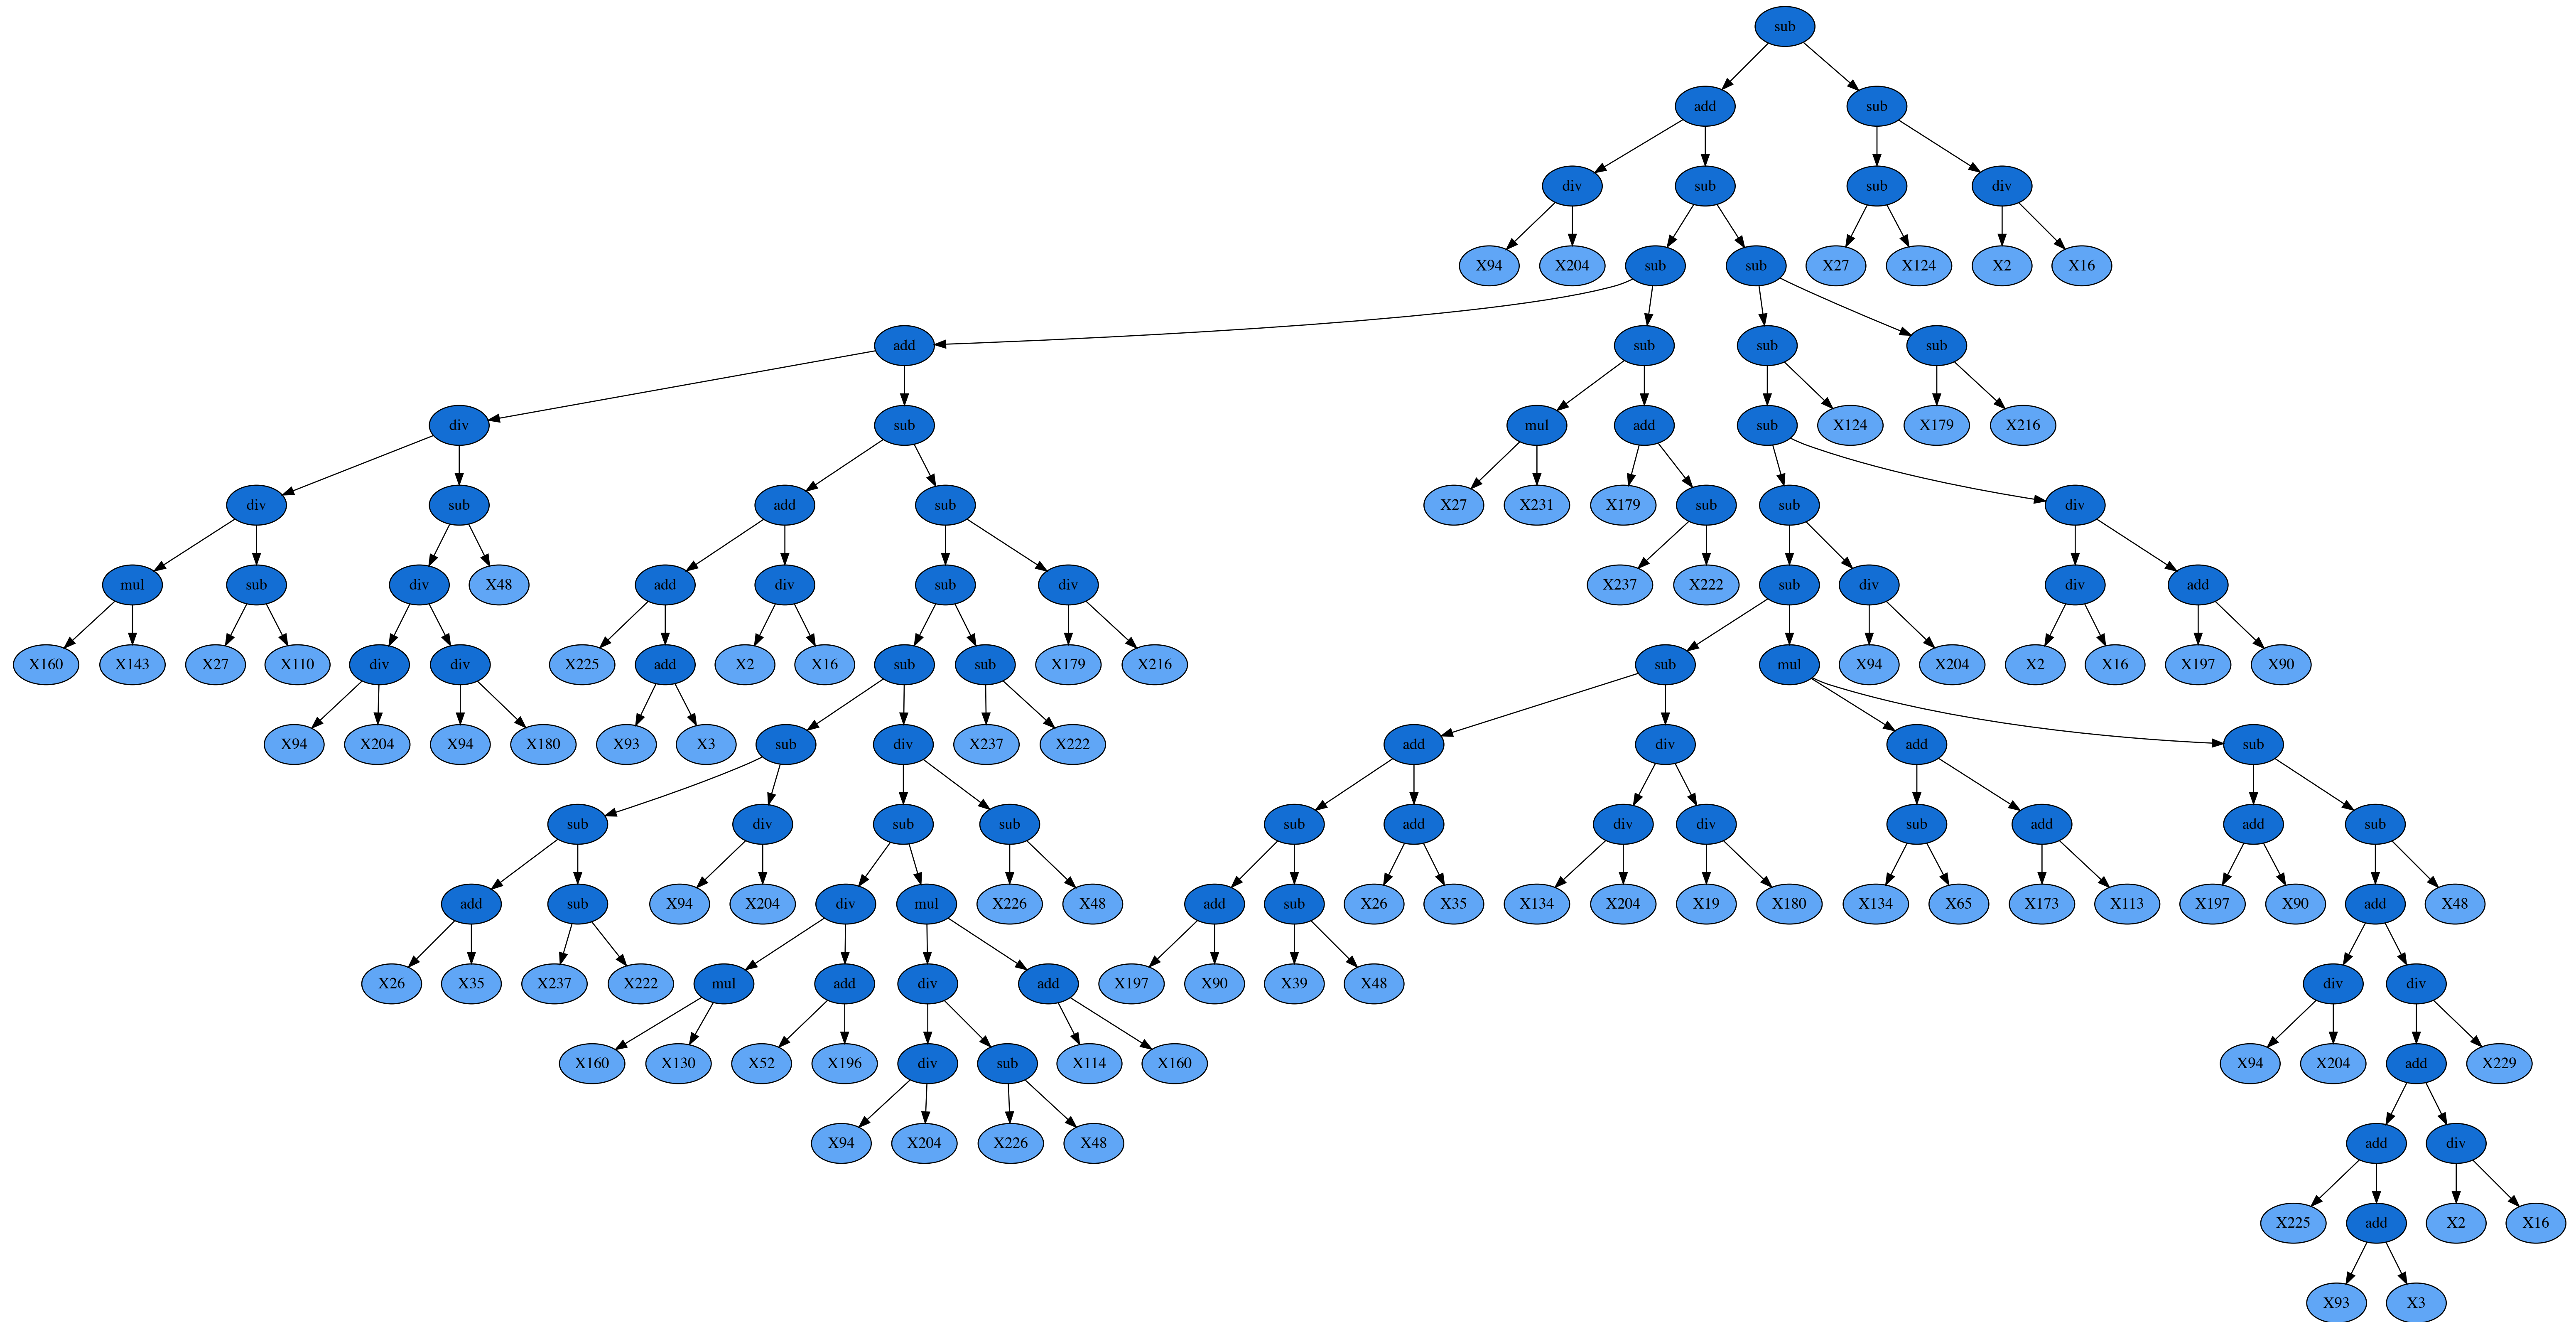 sub
add sub
div sub sub div
X94 X204 sub sub X27 X124 X2 X16
add sub sub sub
div sub mul add sub X124 X179 X216
div sub add sub X27 X231 X179 sub sub div
mul sub div X48 add div sub div X237 X222 sub div div add
X160 X143 X27 X110 div div X225 add X2 X16 sub sub X179 X216 sub mul X94 X204 X2 X16 X197 X90
X94 X204 X94 X180 X93 X3 sub div X237 X222 add div add sub
sub div sub sub sub add div div sub add add sub
add sub X94 X204 div mul X226 X48 add sub X26 X35 X134 X204 X19 X180 X134 X65 X173 X113 X197 X90 add X48
X26 X35 X237 X222 mul add div add X197 X90 X39 X48 div div
X160 X130 X52 X196 div sub X114 X160 X94 X204 add X229
X94 X204 X226 X48 add div
X225 add X2 X16
X93 X3